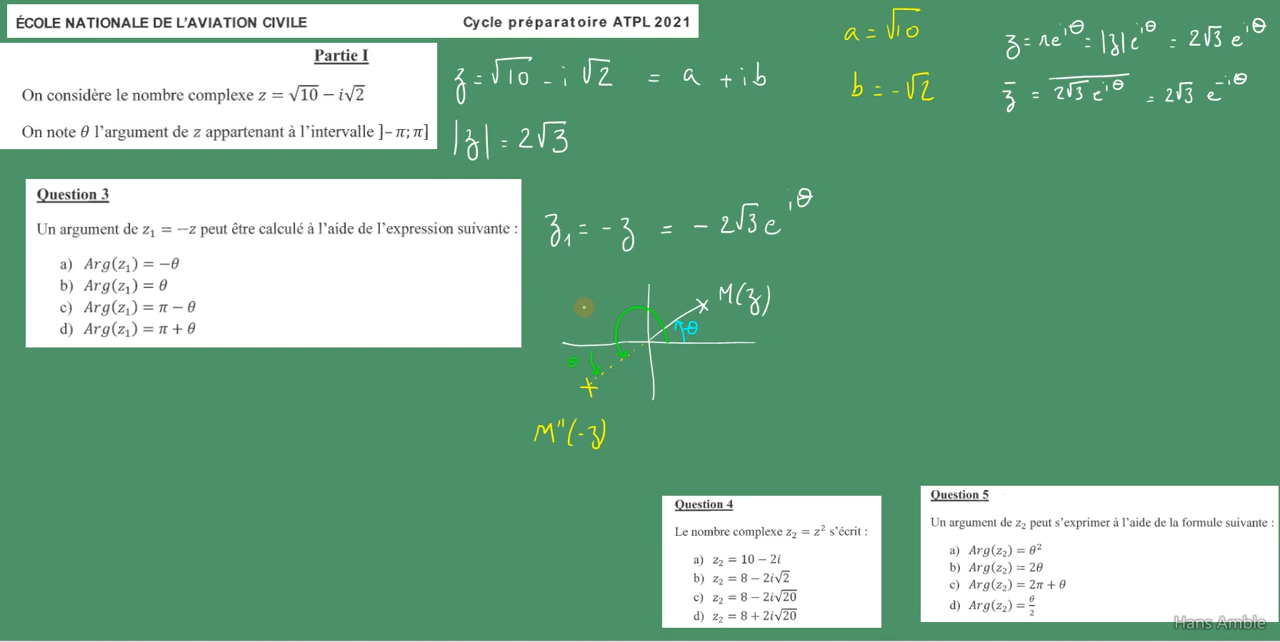 ÉCOLE NATIONALE DE L'AVIATION CIVILE Cycle préparatoire ATPL 2021
Partie I
On considère le nombre complexe z = √10 − i√2
On note θ l'argument de z appartenant à l'intervalle ]−π; π]
z = √10 − i √2 = a + ib
|z| = 2√3
a = √10
b = −√2
z = re^iθ = |z|e^iθ = 2√3 e^iθ
z̅ = \overline{2√3 e^iθ} = 2√3 e^−iθ
Question 3
Un argument de z₁ = −z peut être calculé à l'aide de l'expression suivante :
a) Arg(z₁) = −θ
b) Arg(z₁) = θ
c) Arg(z₁) = π − θ
d) Arg(z₁) = π + θ
z₁ = −z = − 2√3 e^iθ
M(z)
θ
θ
M"(−z)
Question 4
Le nombre complexe z₂ = z² s'écrit :
a) z₂ = 10 − 2i
b) z₂ = 8 − 2i√2
c) z₂ = 8 − 2i√20
d) z₂ = 8 + 2i√20
Question 5
Un argument de z₂ peut s'exprimer à l'aide de la formule suivante :
a) Arg(z₂) = θ²
b) Arg(z₂) = 2θ
c) Arg(z₂) = 2π + θ
d) Arg(z₂) = θ/2
Hans Amble